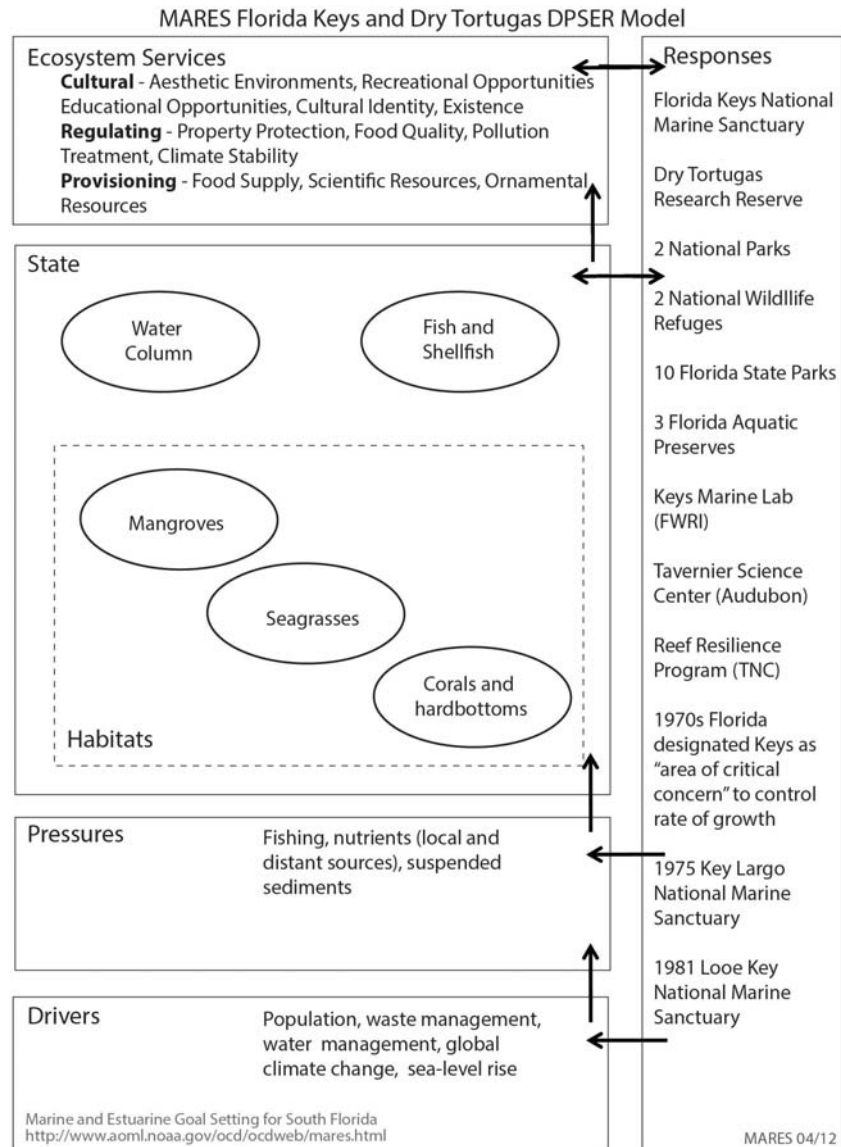 MARES Florida Keys and Dry Tortugas DPSER Model
Ecosystem Services
Cultural - Aesthetic Environments, Recreational Opportunities
Educational Opportunities, Cultural Identity, Existence
Regulating - Property Protection, Food Quality, Pollution
Treatment, Climate Stability
Provisioning - Food Supply, Scientific Resources, Ornamental
Resources
State
Water
Column
Fish and
Shellfish
Mangroves
Seagrasses
Corals and
hardbottoms
Habitats
Pressures
Fishing, nutrients (local and
distant sources), suspended
sediments
Drivers
Population, waste management,
water management, global
climate change, sea-level rise
Marine and Estuarine Goal Setting for South Florida
http://www.aoml.noaa.gov/ocd/ocdweb/mares.html
Responses
Florida Keys National
Marine Sanctuary
Dry Tortugas
Research Reserve
2 National Parks
2 National Wildllife
Refuges
10 Florida State Parks
3 Florida Aquatic
Preserves
Keys Marine Lab
(FWRI)
Tavernier Science
Center (Audubon)
Reef Resilience
Program (TNC)
1970s Florida
designated Keys as
“area of critical
concern” to control
rate of growth
1975 Key Largo
National Marine
Sanctuary
1981 Looe Key
National Marine
Sanctuary
MARES 04/12